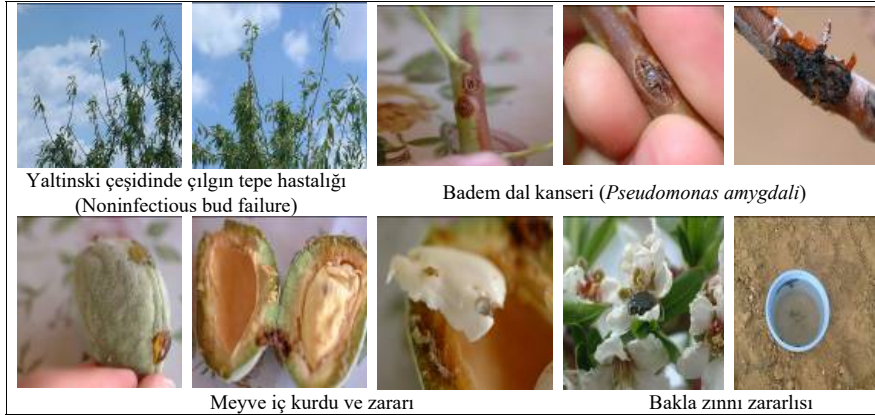 Yaltinski çeşidinde çılgın tepe hastalığı
(Noninfectious bud failure)
Badem dal kanseri (Pseudomonas amygdali)
Meyve iç kurdu ve zararı
Bakla zınnı zararlısı